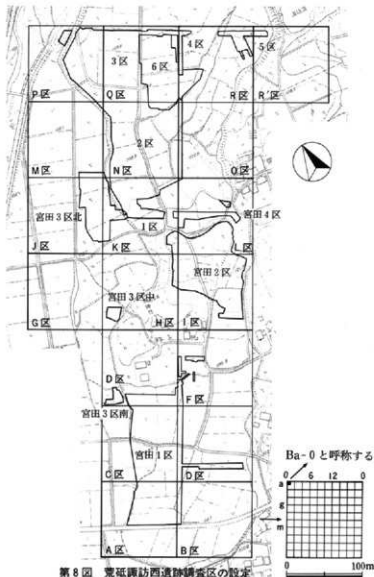 3区
4区
5区
6区
P区
Q区
R区
R'区
2区
M区
N区
O区
宮田3区北
1区
宮田4区
J区
K区
L区
宮田2区
宮田3区中
G区
H区
I区
D区
F区
宮田3区南
宮田1区
C区
D区
A区
B区
Ba-0と呼称する
0 6 12
a
g
m
0 100m
第8図 荒砥諏訪西遺跡調査区の設定